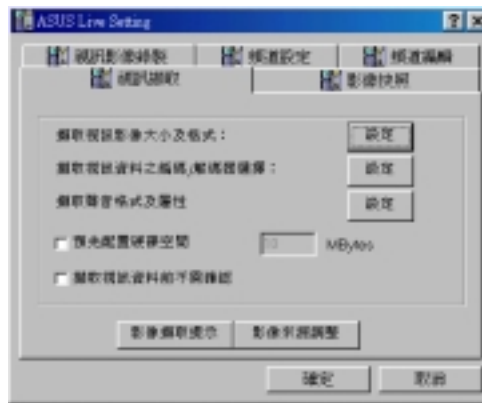 ASUS Live Setting
視訊影像錄製
頻道設定
頻道編輯
視訊擷取
影像快照
擷取視訊影像大小及格式：
設定
擷取視訊資料之編碼/解碼器選擇：
設定
擷取聲音格式及屬性
設定
預先配置硬碟空間
10
MBytes
擷取視訊資料前不需確認
影像擷取提示
影像來源調整
確定
取消